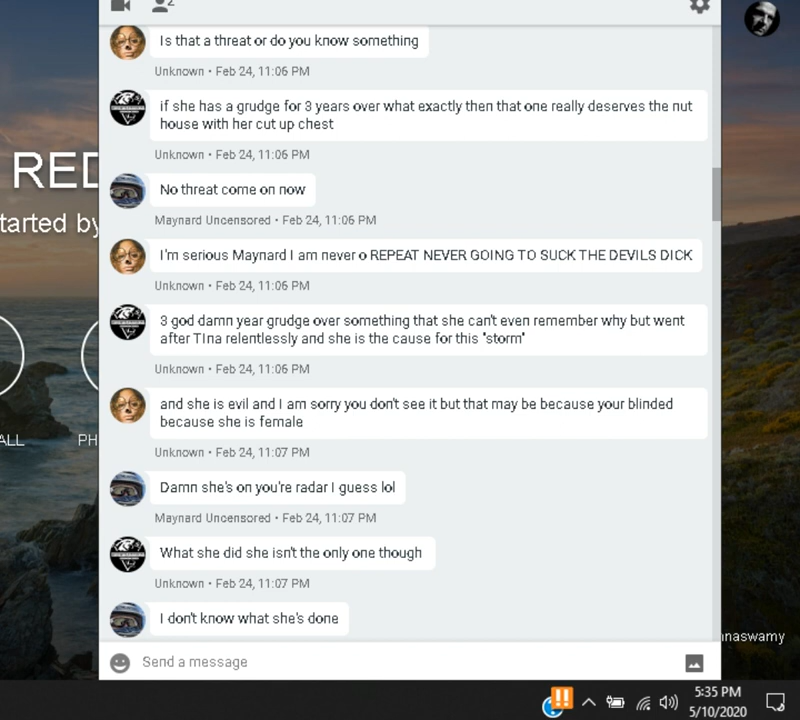 2
Is that a threat or do you know something
Unknown • Feb 24, 11:06 PM
if she has a grudge for 3 years over what exactly then that one really deserves the nut
house with her cut up chest
Unknown • Feb 24, 11:06 PM
RED
No threat come on now
tarted by
Maynard Uncensored • Feb 24, 11:06 PM
I'm serious Maynard I am never o REPEAT NEVER GOING TO SUCK THE DEVILS DICK
Unknown • Feb 24, 11:06 PM
3 god damn year grudge over something that she can't even remember why but went
after TIna relentlessly and she is the cause for this "storm"
Unknown • Feb 24, 11:06 PM
and she is evil and I am sorry you don't see it but that may be because your blinded
because she is female
ALL
PH
Unknown • Feb 24, 11:07 PM
Damn she's on you're radar I guess lol
Maynard Uncensored • Feb 24, 11:07 PM
What she did she isn't the only one though
Unknown • Feb 24, 11:07 PM
I don't know what she's done
nnaswamy
Send a message
5:35 PM
5/10/2020